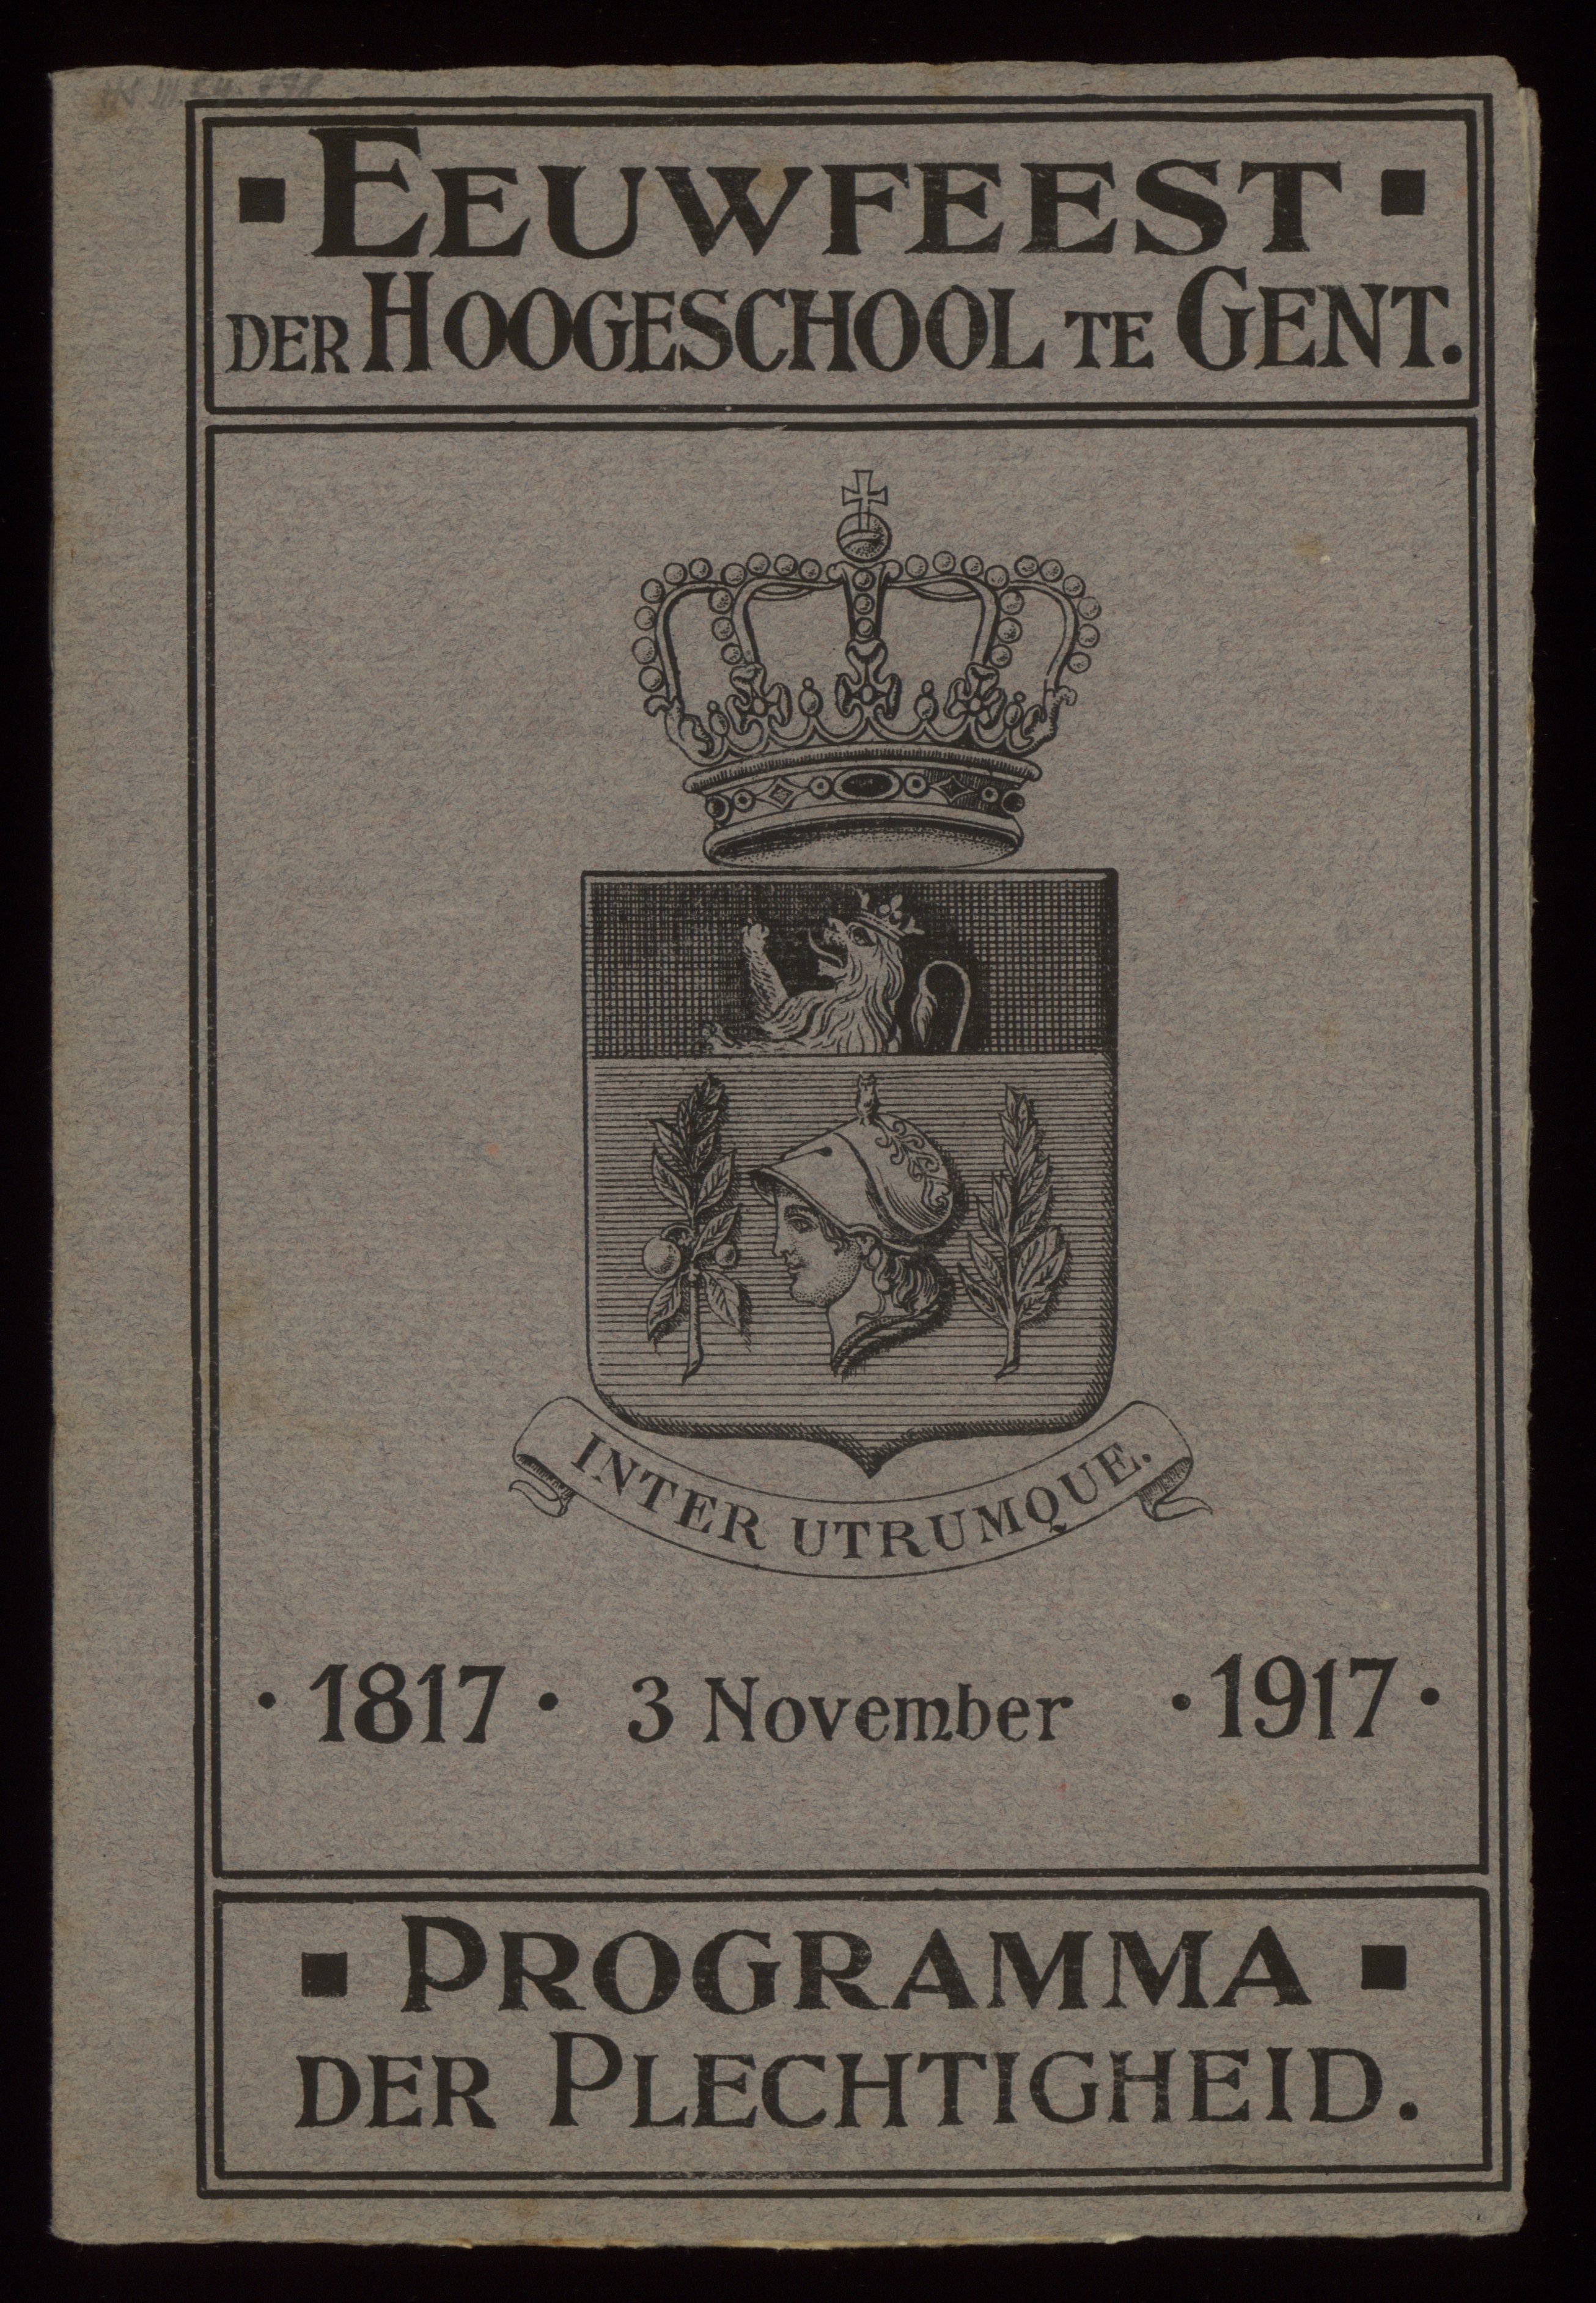 EEUWFEEST
DER HOOGESCHOOL TE GENT.
INTER UTRUMQUE.
· 1817 · 3 November · 1917 ·
PROGRAMMA
DER PLECHTIGHEID.